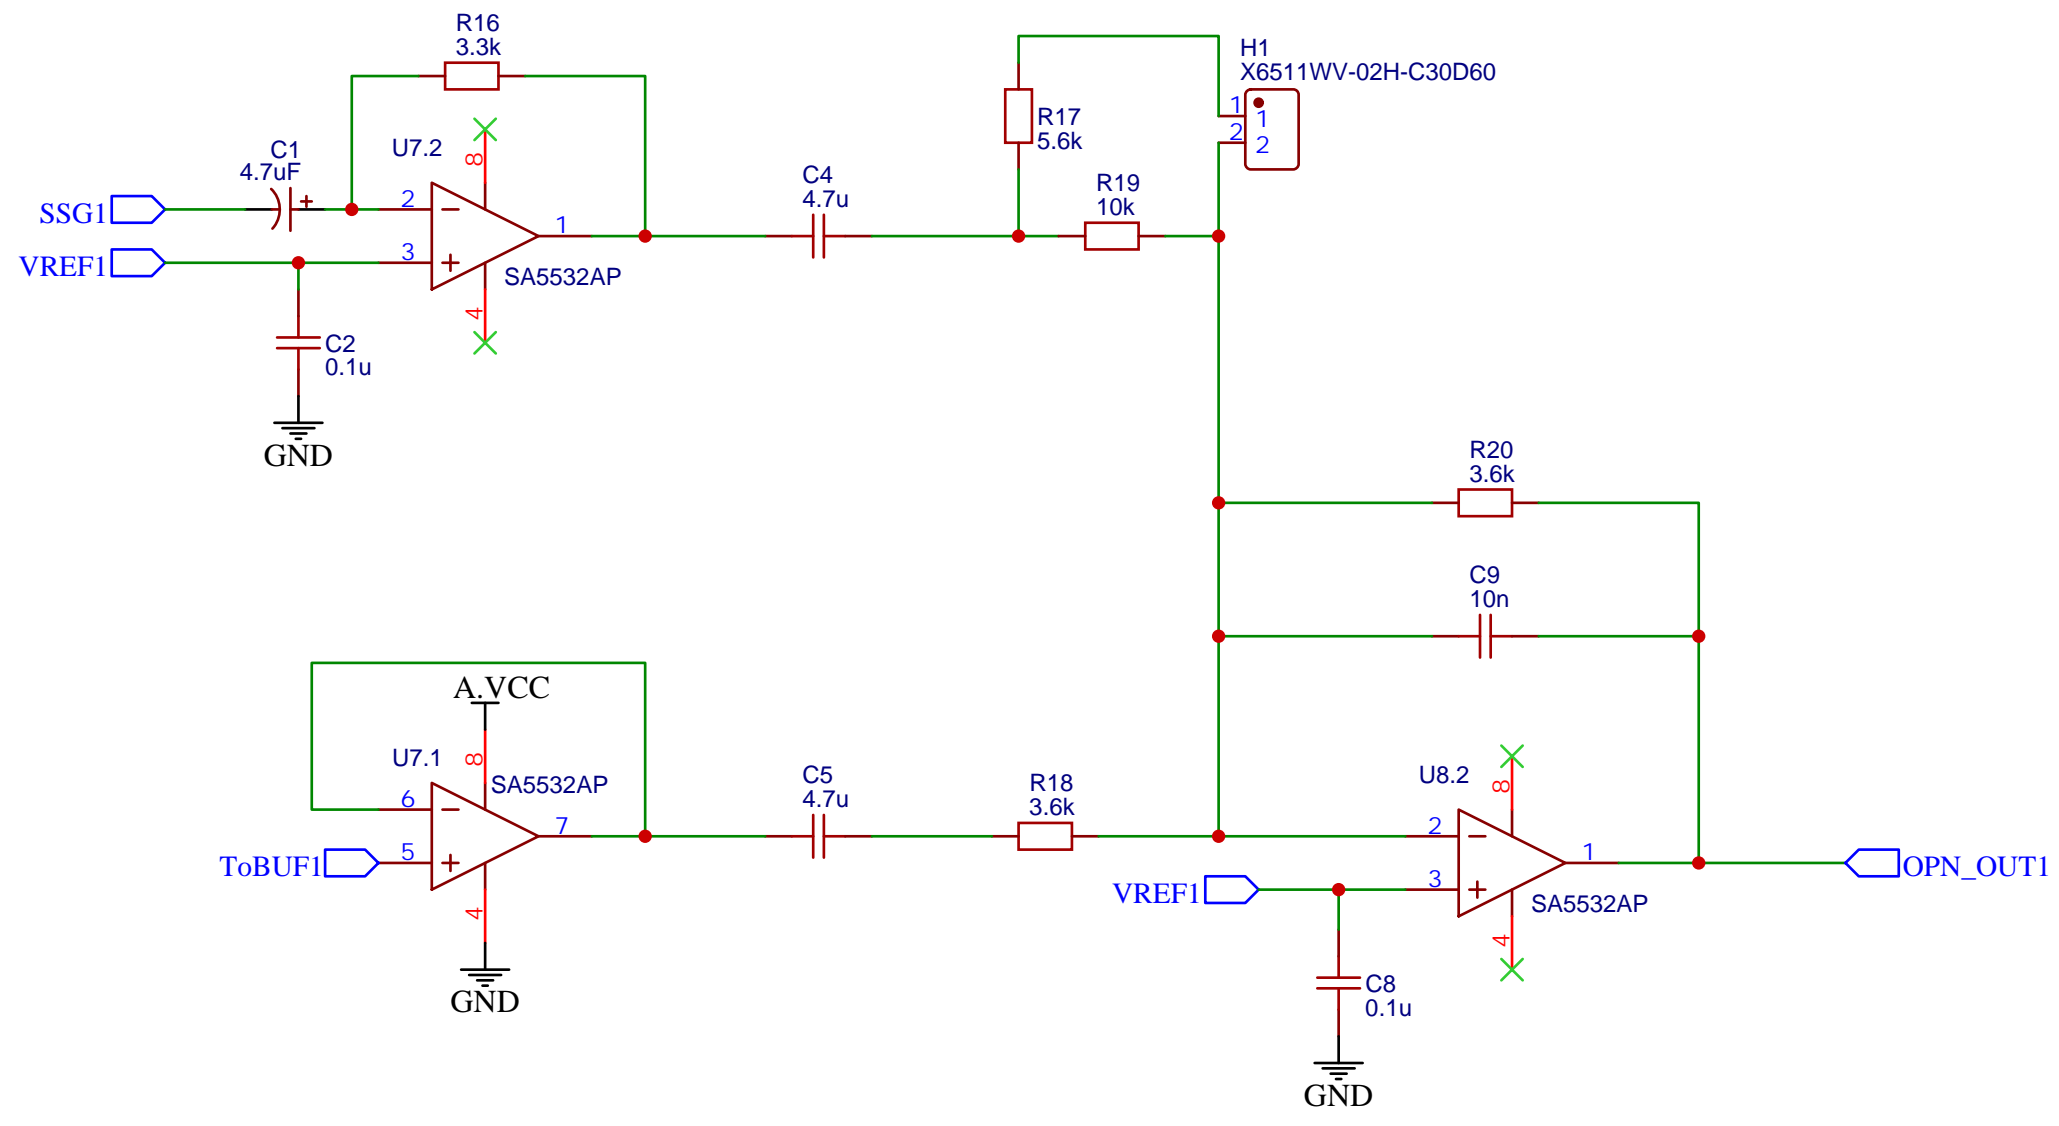 R16
3.3k
H1
X6511WV-02H-C30D60
1
1
2
2
R17
5.6k
U7.2
8
C1
4.7uF
+
C4
4.7u
R19
10k
SSG1
2
1
VREF1
3
SA5532AP
4
C2
0.1u
GND
R20
3.6k
C9
10n
A.VCC
U7.1
8
SA5532AP
6
7
ToBUF1
5
4
GND
C5
4.7u
R18
3.6k
U8.2
8
2
1
VREF1
3
OPN_OUT1
SA5532AP
4
C8
0.1u
GND